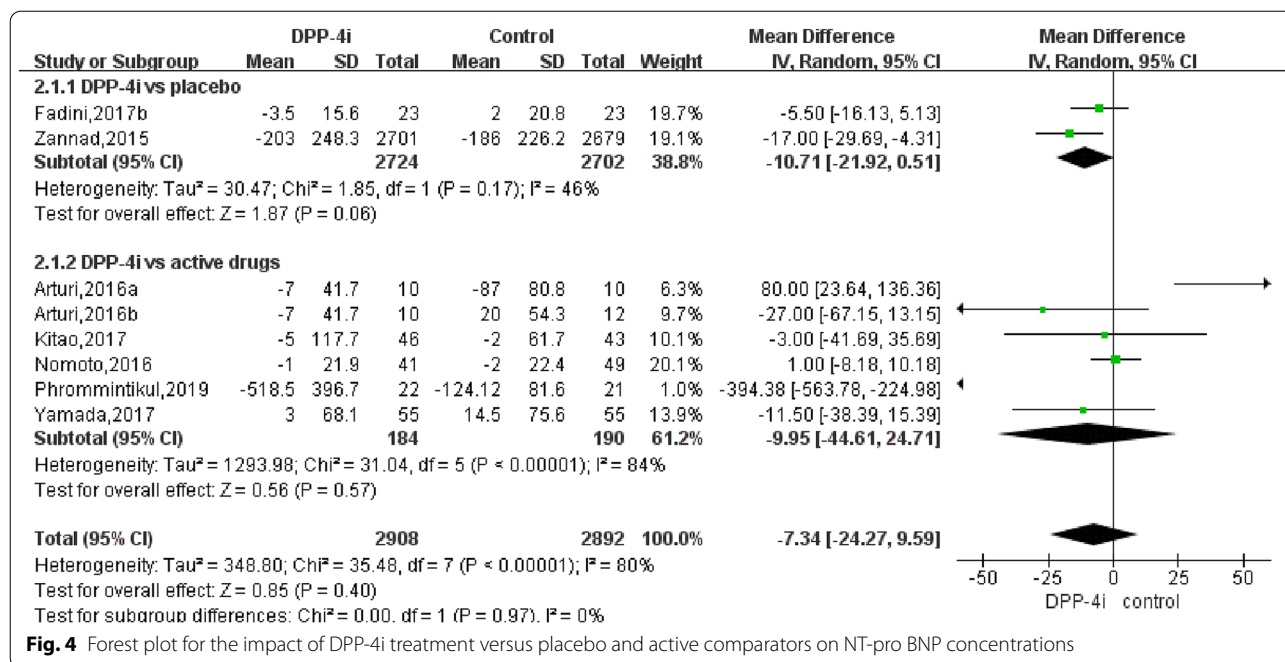 DPP-4i Control Mean Difference Mean Difference
Study or Subgroup Mean SD Total Mean SD Total Weight IV, Random, 95% CI IV, Random, 95% CI
2.1.1 DPP-4i vs placebo
Fadini,2017b -3.5 15.6 23 2 20.8 23 19.7% -5.50 [-16.13, 5.13]
Zannad,2015 -203 248.3 2701 -186 226.2 2679 19.1% -17.00 [-29.69, -4.31]
Subtotal (95% CI) 2724 2702 38.8% -10.71 [-21.92, 0.51]
Heterogeneity: Tau² = 30.47; Chi² = 1.85, df = 1 (P = 0.17); I² = 46%
Test for overall effect: Z = 1.87 (P = 0.06)
2.1.2 DPP-4i vs active drugs
Arturi,2016a -7 41.7 10 -87 80.8 10 6.3% 80.00 [23.64, 136.36]
Arturi,2016b -7 41.7 10 20 54.3 12 9.7% -27.00 [-67.15, 13.15]
Kitao,2017 -5 117.7 46 -2 61.7 43 10.1% -3.00 [-41.69, 35.69]
Nomoto,2016 -1 21.9 41 -2 22.4 49 20.1% 1.00 [-8.18, 10.18]
Phrommintikul,2019 -518.5 396.7 22 -124.12 81.6 21 1.0% -394.38 [-563.78, -224.98]
Yamada,2017 3 68.1 55 14.5 75.6 55 13.9% -11.50 [-38.39, 15.39]
Subtotal (95% CI) 184 190 61.2% -9.95 [-44.61, 24.71]
Heterogeneity: Tau² = 1293.98; Chi² = 31.04, df = 5 (P < 0.00001); I² = 84%
Test for overall effect: Z = 0.56 (P = 0.57)
Total (95% CI) 2908 2892 100.0% -7.34 [-24.27, 9.59]
Heterogeneity: Tau² = 348.80; Chi² = 35.48, df = 7 (P < 0.00001); I² = 80%
Test for overall effect: Z = 0.85 (P = 0.40)
Test for subgroup differences: Chi² = 0.00, df = 1 (P = 0.97), I² = 0%
-50 -25 0 25 50
DPP-4i control
Fig. 4 Forest plot for the impact of DPP-4i treatment versus placebo and active comparators on NT-pro BNP concentrations